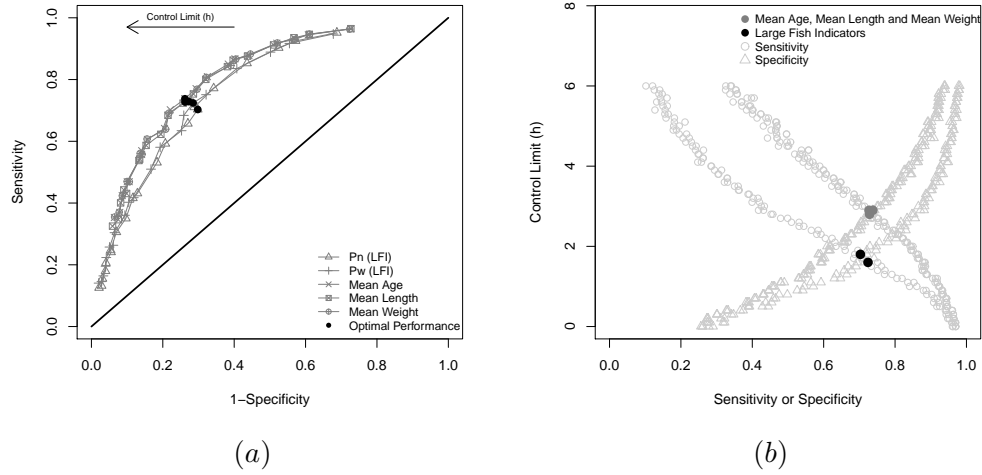 Control Limit (h)
Sensitivity
1.0
0.8
0.6
0.4
0.2
0.0
Pn (LFI)
Pw (LFI)
Mean Age
Mean Length
Mean Weight
Optimal Performance
0.0 0.2 0.4 0.6 0.8 1.0
1−Specificity
(a)
Mean Age, Mean Length and Mean Weight
Large Fish Indicators
Sensitivity
Specificity
Control Limit (h)
8
6
4
2
0
0.0 0.2 0.4 0.6 0.8 1.0
Sensitivity or Specificity
(b)